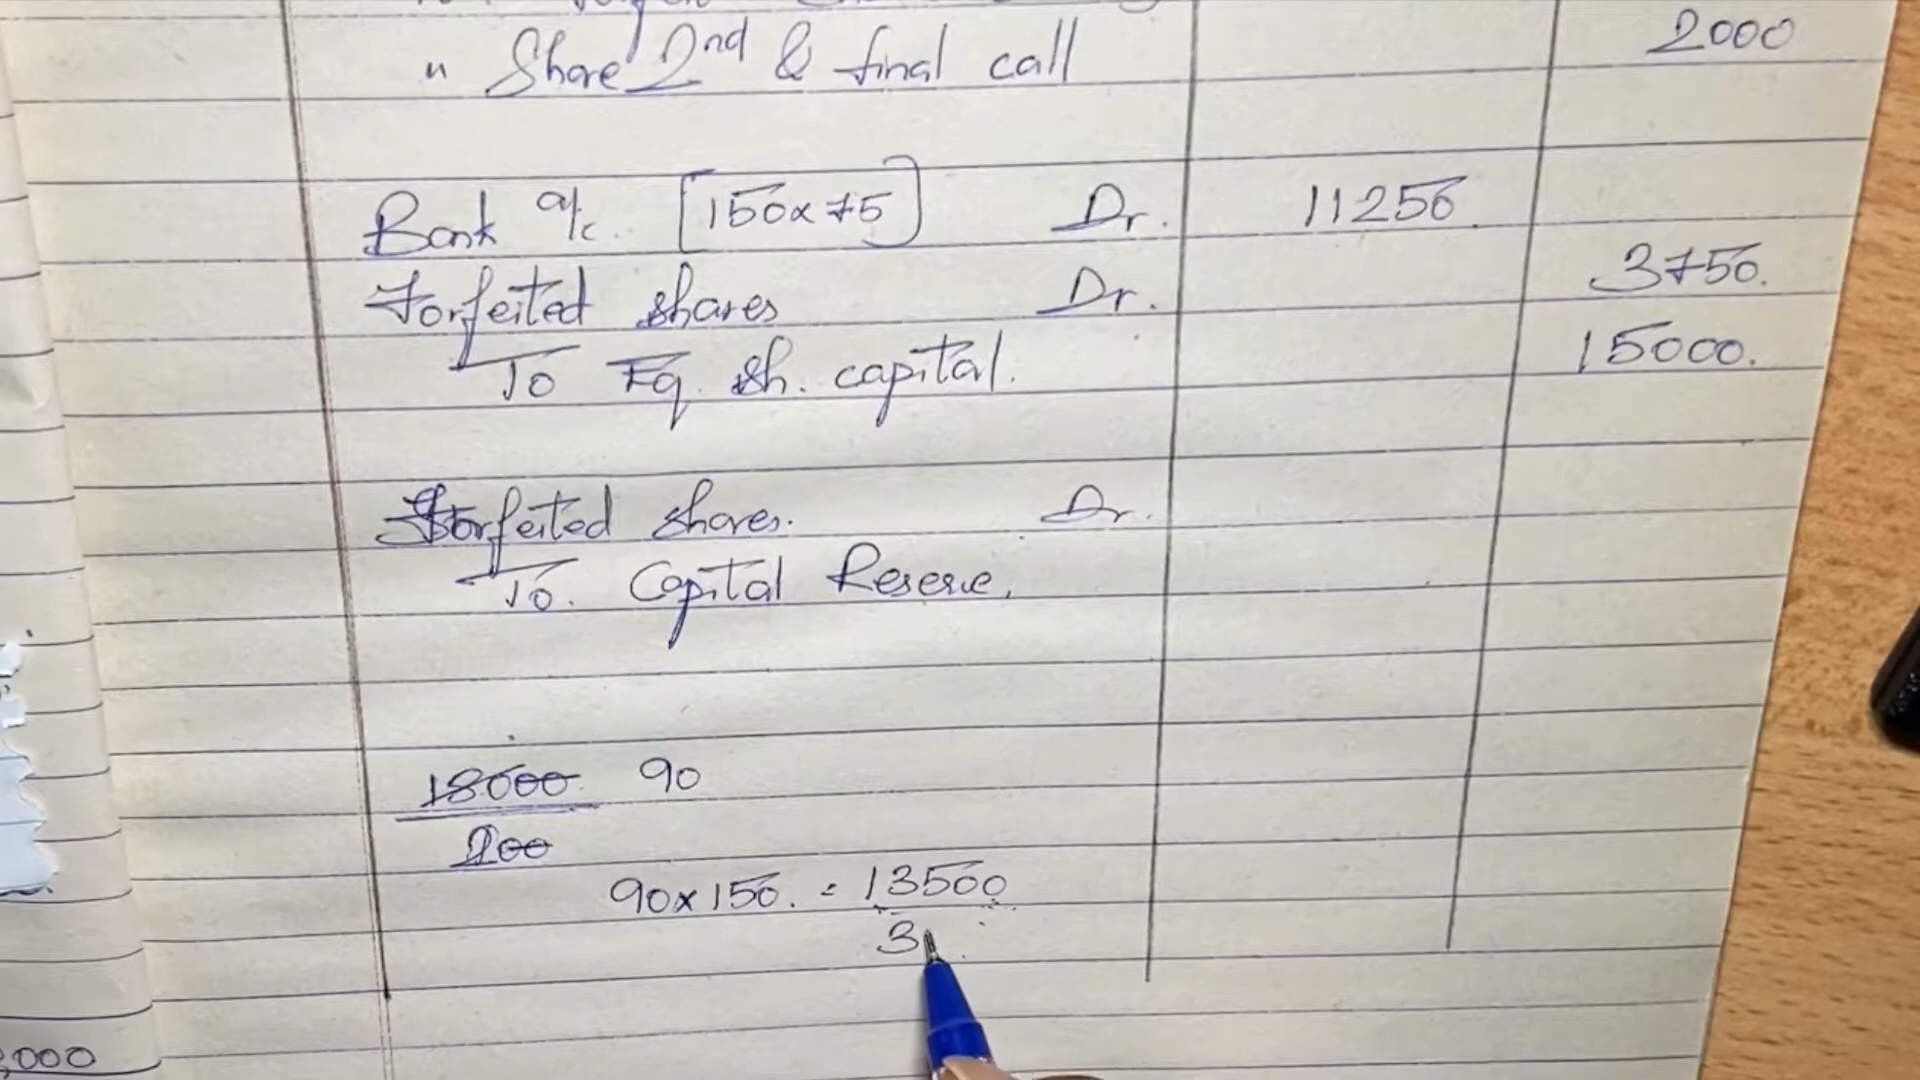 2000
" Share 2nd & final call
Bank a/c. [150x75] Dr. 11250
Forfeited shares Dr. 3750.
To Eq. sh. capital. 15000.
Forfeited shares. Dr.
To. Capital Reserve.
18000 90
200
90x150. = 13500
3
,000